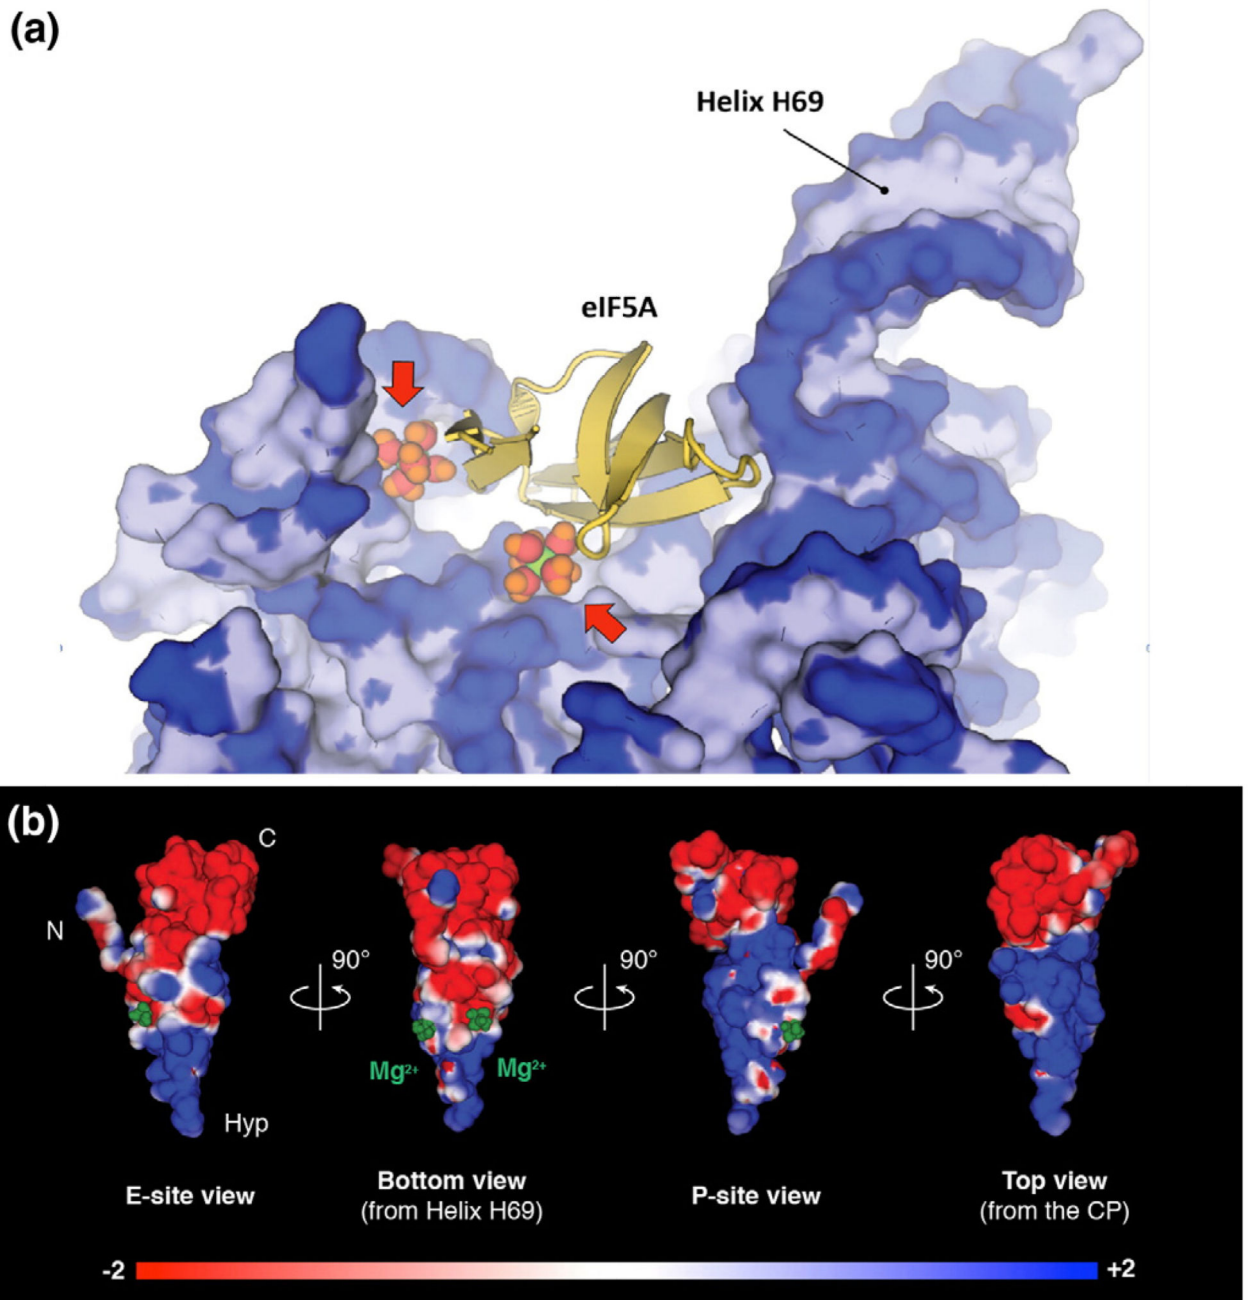 (a)
Helix H69
eIF5A
(b)
C
N
90°
90°
90°
Mg²⁺
Mg²⁺
Hyp
E-site view
Bottom view
(from Helix H69)
P-site view
Top view
(from the CP)
-2
+2